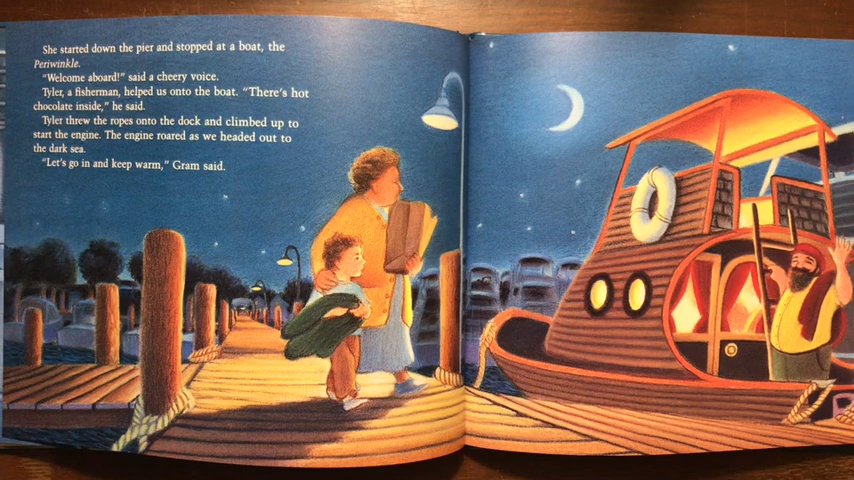 She started down the pier and stopped at a boat, the
Periwinkle.
"Welcome aboard!" said a cheery voice.
Tyler, a fisherman, helped us onto the boat. "There's hot
chocolate inside," he said.
Tyler threw the ropes onto the dock and climbed up to
start the engine. The engine roared as we headed out to
the dark sea.
"Let's go in and keep warm," Gram said.